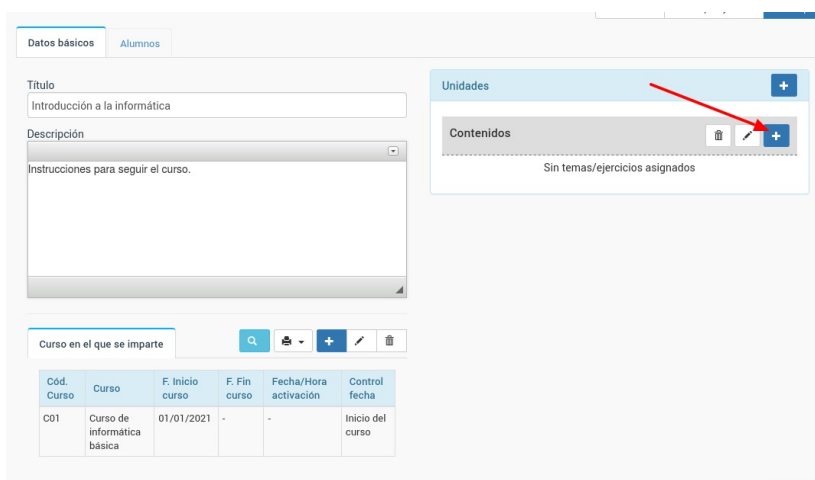 Datos básicos
Alumnos
Título
Introducción a la informática
Descripción
Instrucciones para seguir el curso.
Unidades
Contenidos
Sin temas/ejercicios asignados
Curso en el que se imparte
Cód. Curso
Curso
F. Inicio curso
F. Fin curso
Fecha/Hora activación
Control fecha
C01
Curso de informática básica
01/01/2021
-
-
Inicio del curso